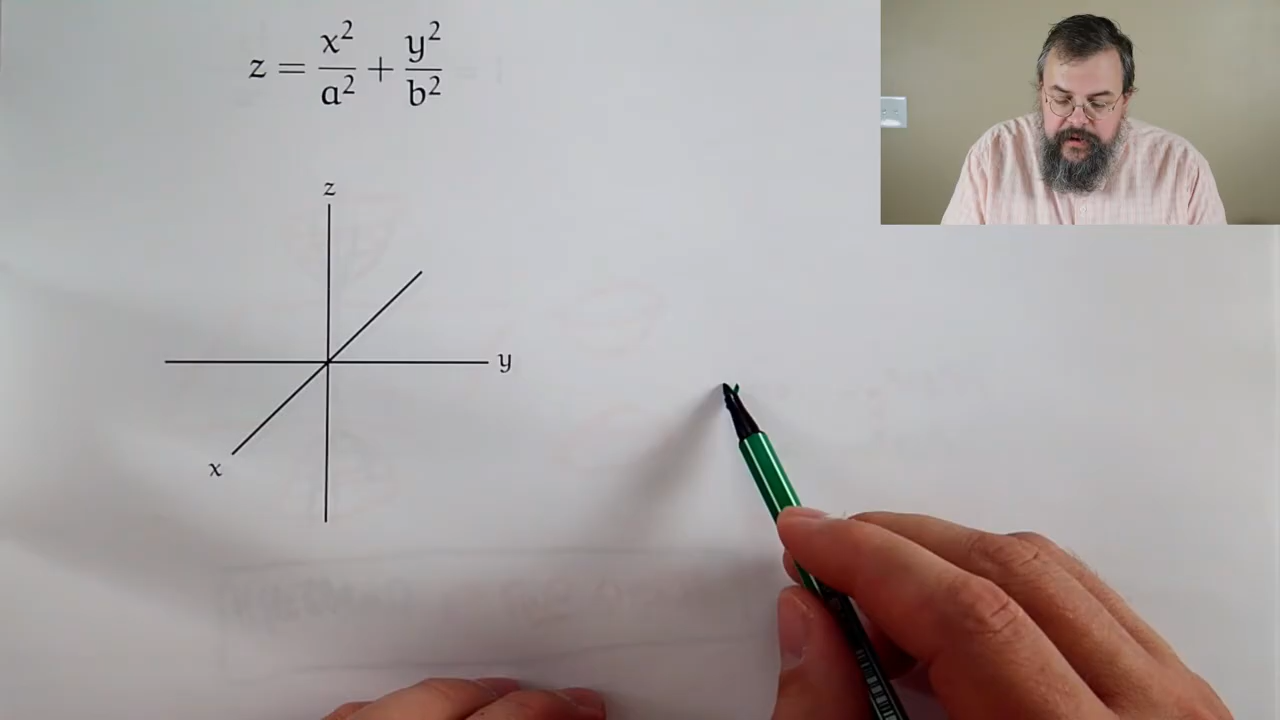 z = x²/a² + y²/b²
z
y
x